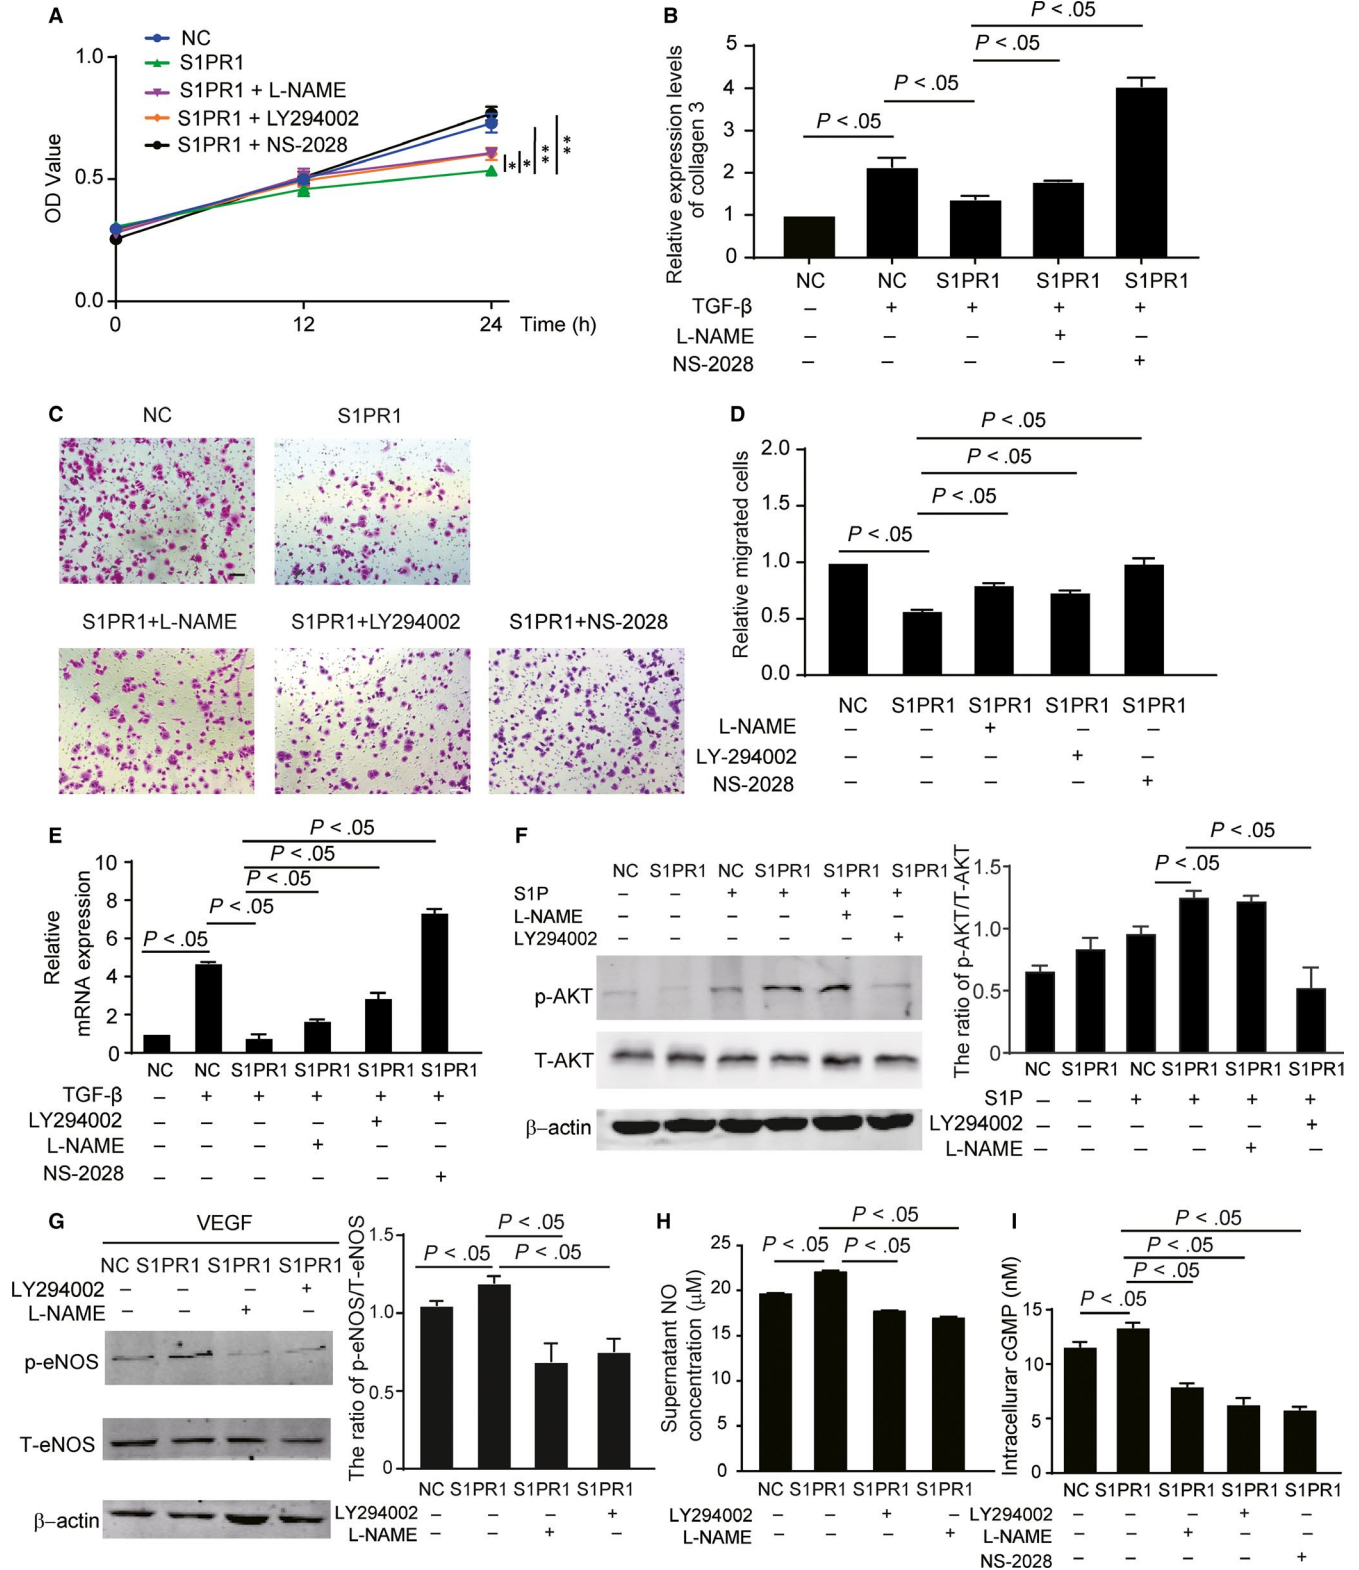 A
NC
S1PR1
S1PR1 + L-NAME
S1PR1 + LY294002
S1PR1 + NS-2028
OD Value
1.0
0.5
0.0
0 12 24 Time (h)
* * ** **
B
Relative expression levels
of collagen 3
5
4
3
2
1
0
P < .05
P < .05
P < .05
P < .05
NC NC S1PR1 S1PR1 S1PR1
TGF-β – + + + +
L-NAME – – – + –
NS-2028 – – – – +
C
NC S1PR1
S1PR1+L-NAME S1PR1+LY294002 S1PR1+NS-2028
D
Relative migrated cells
2.0
1.5
1.0
0.5
0.0
P < .05
P < .05
P < .05
P < .05
NC S1PR1 S1PR1 S1PR1 S1PR1
L-NAME – – + – –
LY-294002 – – – + –
NS-2028 – – – – +
E
Relative
mRNA expression
10
8
6
4
2
0
P < .05
P < .05
P < .05
P < .05
P < .05
NC NC S1PR1 S1PR1 S1PR1 S1PR1
TGF-β – + + + + +
LY294002 – – – – + –
L-NAME – – – + – –
NS-2028 – – – – – +
F
NC S1PR1 NC S1PR1 S1PR1 S1PR1
S1P – – + + + +
L-NAME – – – – + –
LY294002 – – – – – +
p-AKT
T-AKT
β–actin
The ratio of p-AKT/T-AKT
1.5
1.0
0.5
0
P < .05
P < .05
NC S1PR1 NC S1PR1 S1PR1 S1PR1
S1P – – + + + +
LY294002 – – – – – +
L-NAME – – – – + –
G
VEGF
NC S1PR1 S1PR1 S1PR1
LY294002 – – – +
L-NAME – – + –
p-eNOS
T-eNOS
β–actin
The ratio of p-eNOS/T-eNOS
1.5
1.0
0.5
0
P < .05
P < .05
P < .05
NC S1PR1 S1PR1 S1PR1
LY294002 – – – +
L-NAME – – + –
H
Supernatant NO
concentration (μM)
25
20
15
10
5
0
P < .05
P < .05
P < .05
NC S1PR1 S1PR1 S1PR1
LY294002 – – + –
L-NAME – – – +
I
Intracellurar cGMP (nM)
15
10
5
0
P < .05
P < .05
P < .05
P < .05
NC S1PR1 S1PR1 S1PR1 S1PR1
LY294002 – – – + –
L-NAME – – + – –
NS-2028 – – – – +